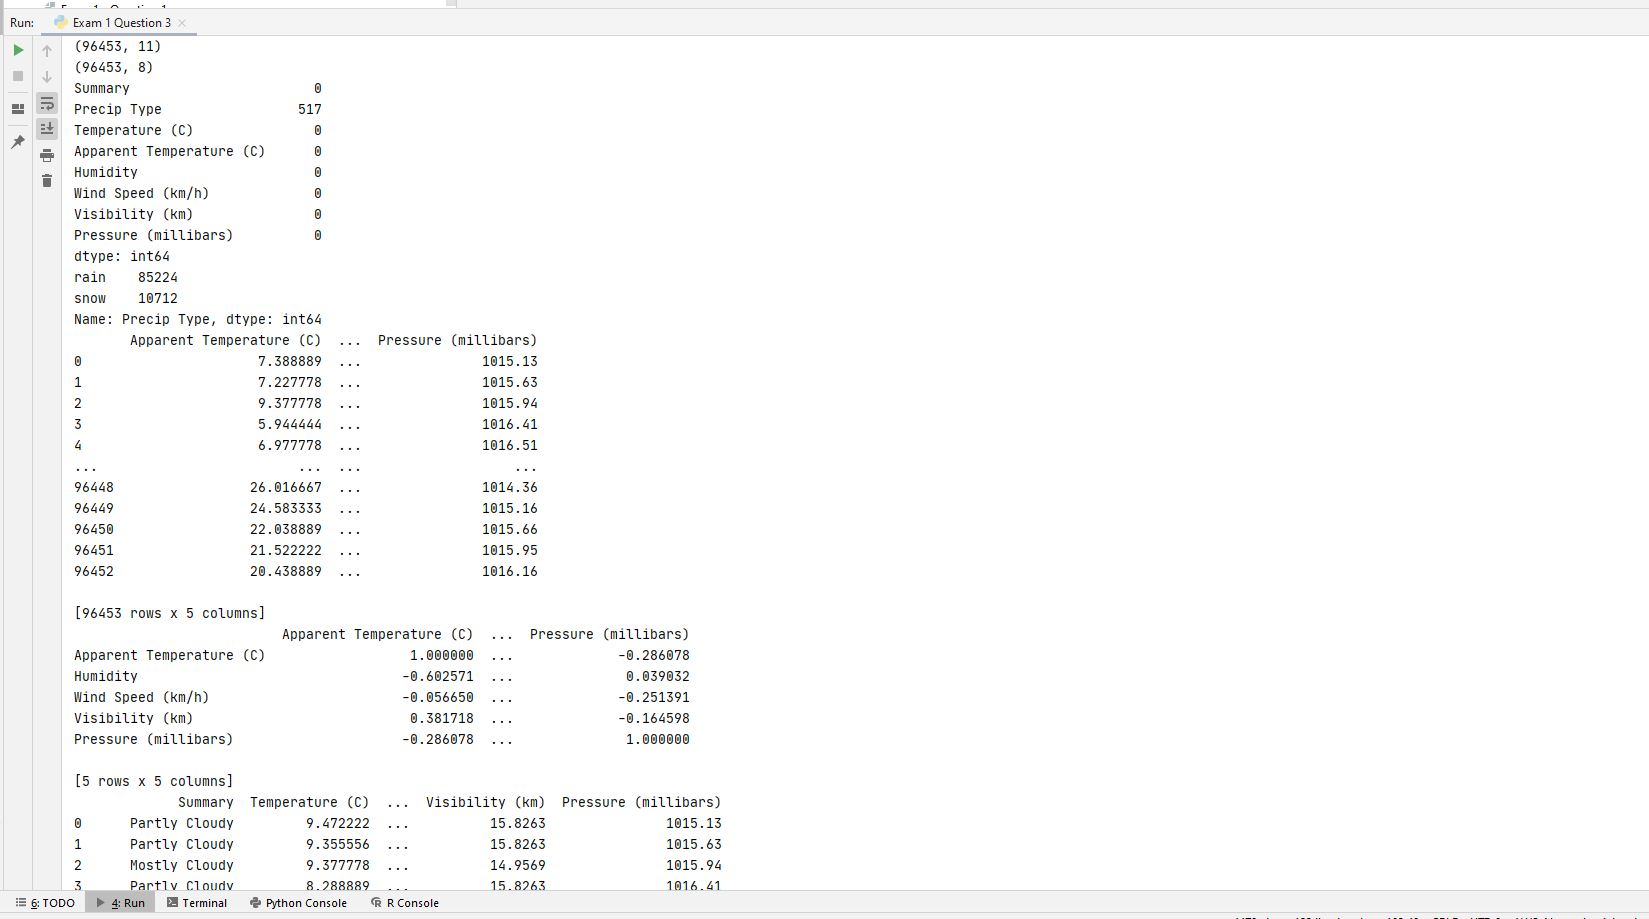 Run: Exam 1 Question 3
(96453, 11)
(96453, 8)
Summary                       0
Precip Type                 517
Temperature (C)               0
Apparent Temperature (C)      0
Humidity                      0
Wind Speed (km/h)             0
Visibility (km)               0
Pressure (millibars)          0
dtype: int64
rain    85224
snow    10712
Name: Precip Type, dtype: int64
       Apparent Temperature (C)  ...  Pressure (millibars)
0                      7.388889  ...               1015.13
1                      7.227778  ...               1015.63
2                      9.377778  ...               1015.94
3                      5.944444  ...               1016.41
4                      6.977778  ...               1016.51
...                         ...  ...                   ...
96448                 26.016667  ...               1014.36
96449                 24.583333  ...               1015.16
96450                 22.038889  ...               1015.66
96451                 21.522222  ...               1015.95
96452                 20.438889  ...               1016.16
[96453 rows x 5 columns]
                          Apparent Temperature (C)  ...  Pressure (millibars)
Apparent Temperature (C)                  1.000000  ...             -0.286078
Humidity                                 -0.602571  ...              0.039032
Wind Speed (km/h)                        -0.056650  ...             -0.251391
Visibility (km)                           0.381718  ...             -0.164598
Pressure (millibars)                     -0.286078  ...              1.000000
[5 rows x 5 columns]
             Summary  Temperature (C)  ...  Visibility (km)  Pressure (millibars)
0      Partly Cloudy         9.472222  ...          15.8263               1015.13
1      Partly Cloudy         9.355556  ...          15.8263               1015.63
2      Mostly Cloudy         9.377778  ...          14.9569               1015.94
3      Partly Cloudy         8.288889  ...          15.8263               1016.41
6: TODO 4: Run Terminal Python Console R Console